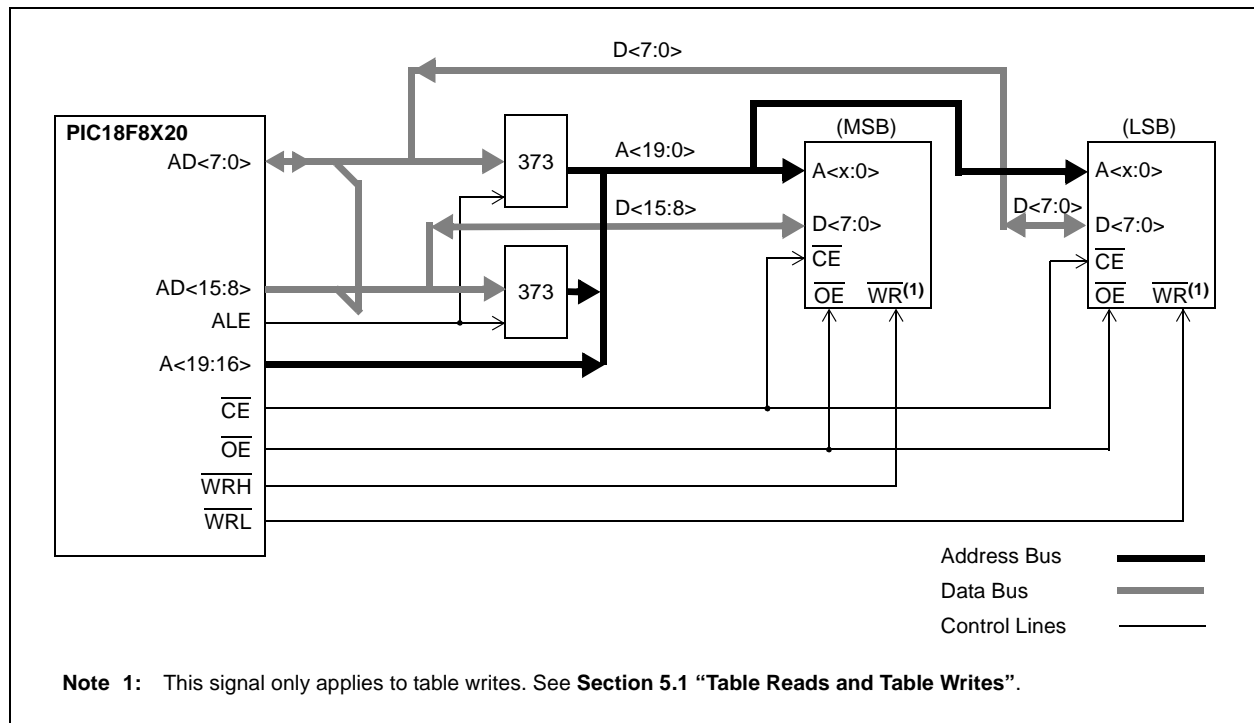 D<7:0>
PIC18F8X20
AD<7:0>
373
A<19:0>
(MSB)
A<x:0>
D<7:0>
CE
OE WR(1)
(LSB)
A<x:0>
D<7:0>
D<7:0>
CE
OE WR(1)
D<15:8>
AD<15:8>
373
ALE
A<19:16>
CE
OE
WRH
WRL
Address Bus
Data Bus
Control Lines
Note 1: This signal only applies to table writes. See Section 5.1 “Table Reads and Table Writes”.